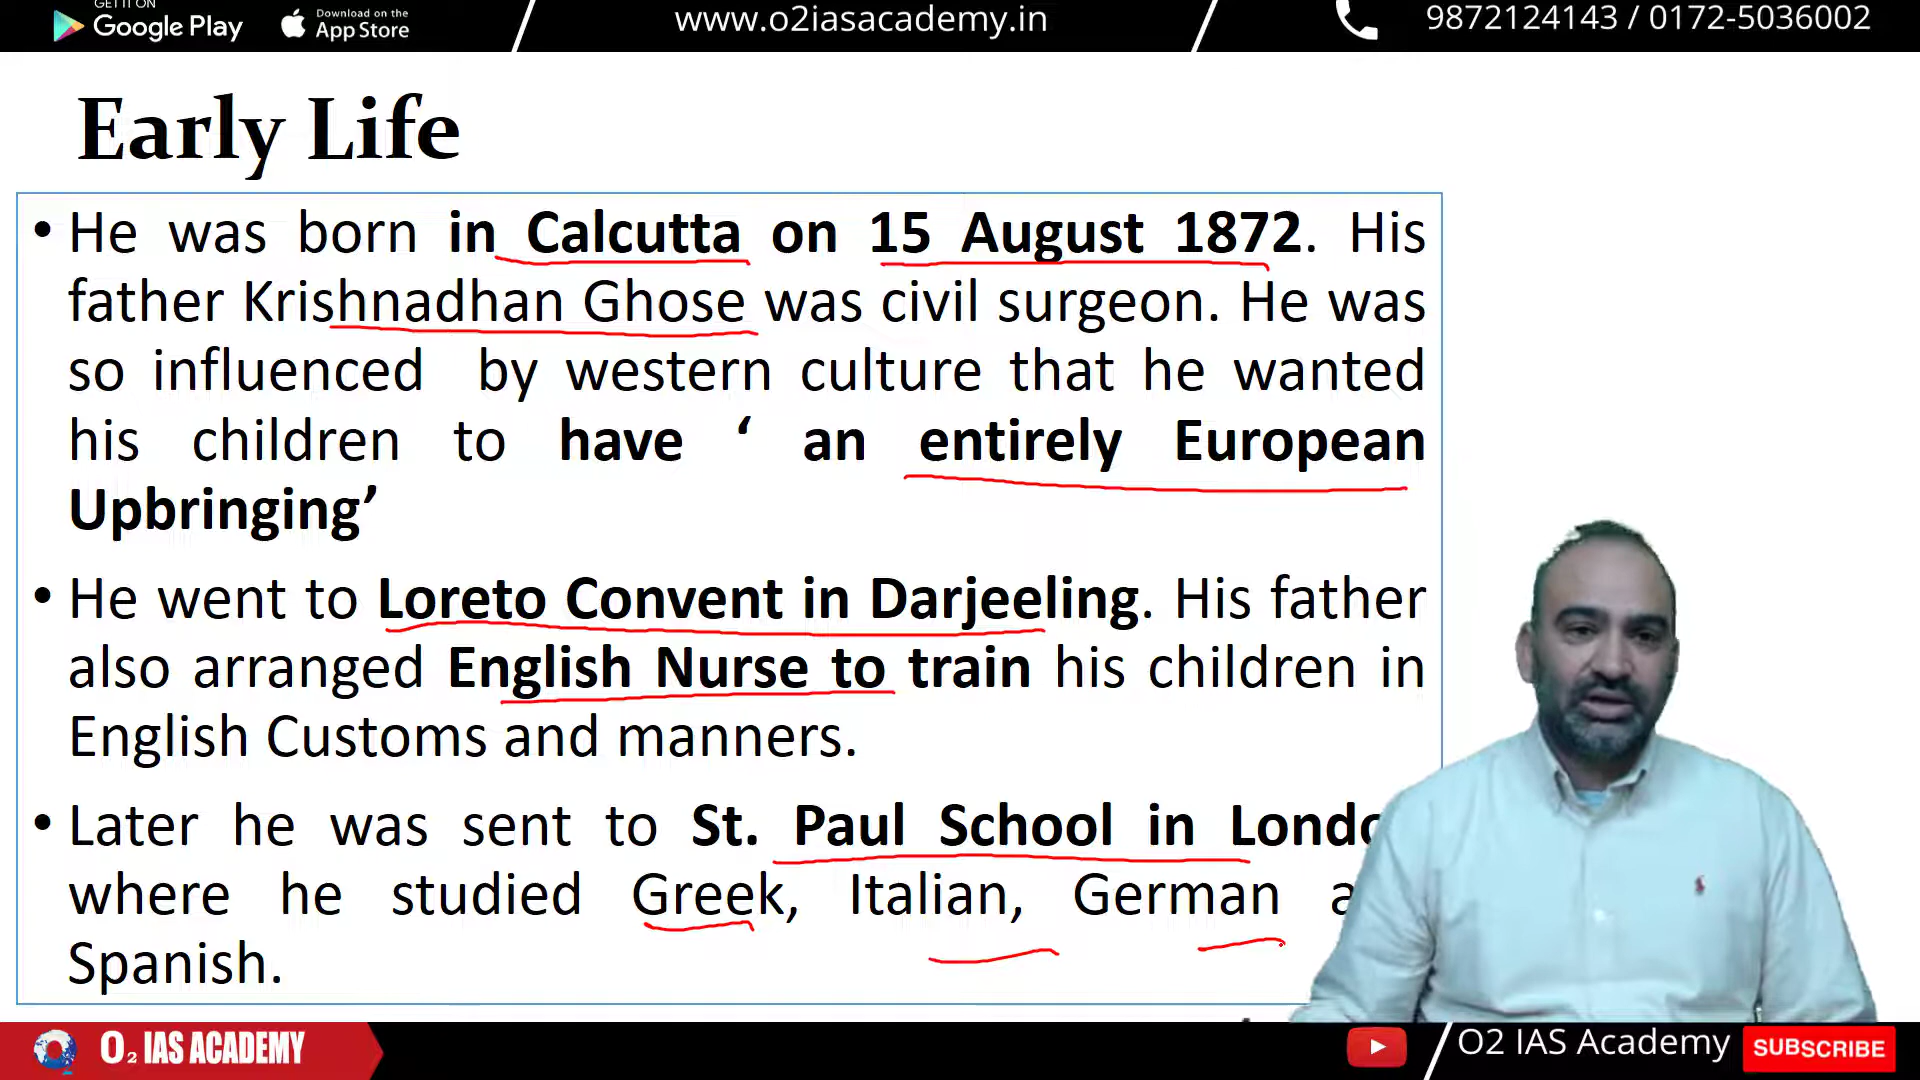 GET IT ON
Google Play
Download on the
App Store
www.o2iasacademy.in
9872124143 / 0172-5036002
Early Life
• He was born in Calcutta on 15 August 1872. His
father Krishnadhan Ghose was civil surgeon. He was
so influenced by western culture that he wanted
his children to have ‘ an entirely European
Upbringing’
• He went to Loreto Convent in Darjeeling. His father
also arranged English Nurse to train his children in
English Customs and manners.
• Later he was sent to St. Paul School in Londo
where he studied Greek, Italian, German a
Spanish.
O2 IAS ACADEMY
O2 IAS Academy
SUBSCRIBE